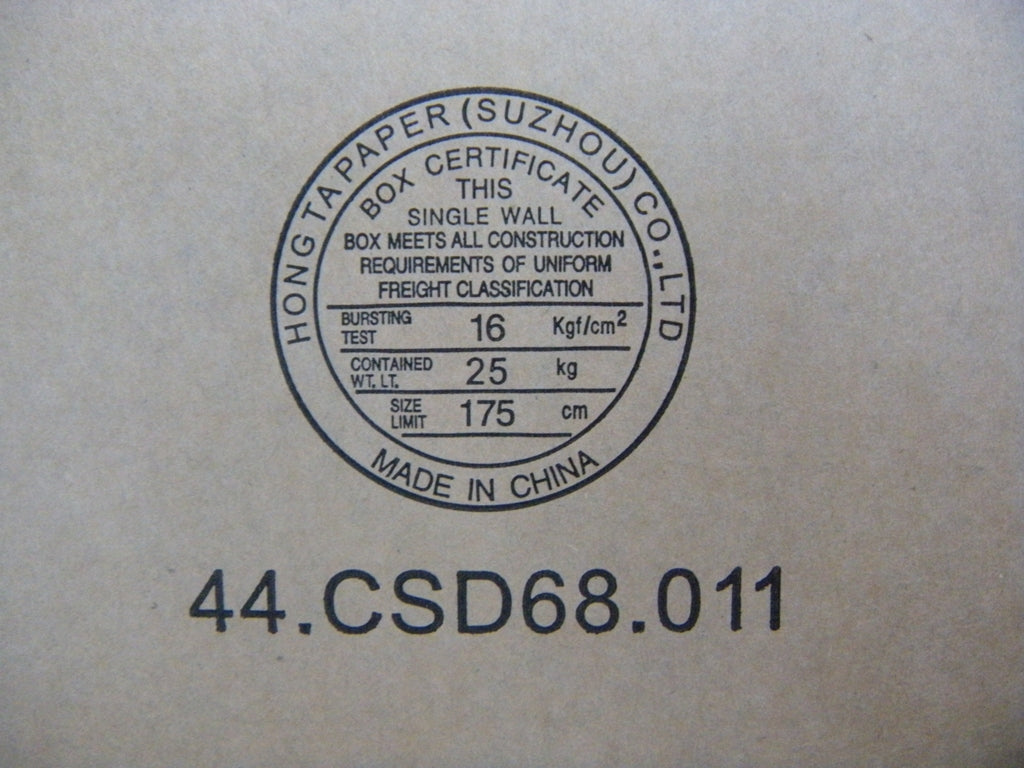 HONG TA PAPER (SUZHOU) CO.,LTD
BOX CERTIFICATE
THIS
SINGLE WALL
BOX MEETS ALL CONSTRUCTION
REQUIREMENTS OF UNIFORM
FREIGHT CLASSIFICATION
BURSTING TEST 16 Kgf/cm²
CONTAINED WT. LT. 25 kg
SIZE LIMIT 175 cm
MADE IN CHINA
44.CSD68.011